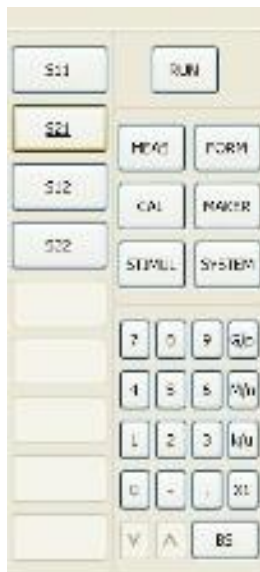 S11
RUN
S21
MEAS FORM
S12
CAL MAKER
S22
STIMUL SYSTEM
7 8 9 G/p
4 5 6 M/n
1 2 3 k/u
0 - . X1
BS